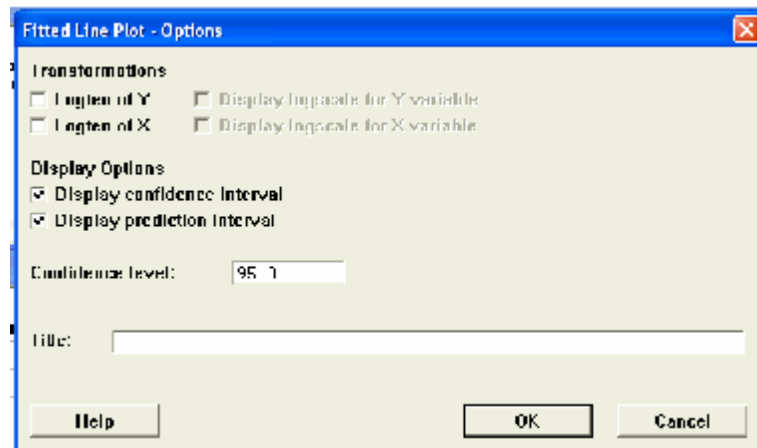 Fitted Line Plot - Options
Transformations
Logten of Y Display logscale for Y variable
Logten of X Display logscale for X variable
Display Options
Display confidence interval
Display prediction interval
Confidence level: 95.0
Title:
Help OK Cancel